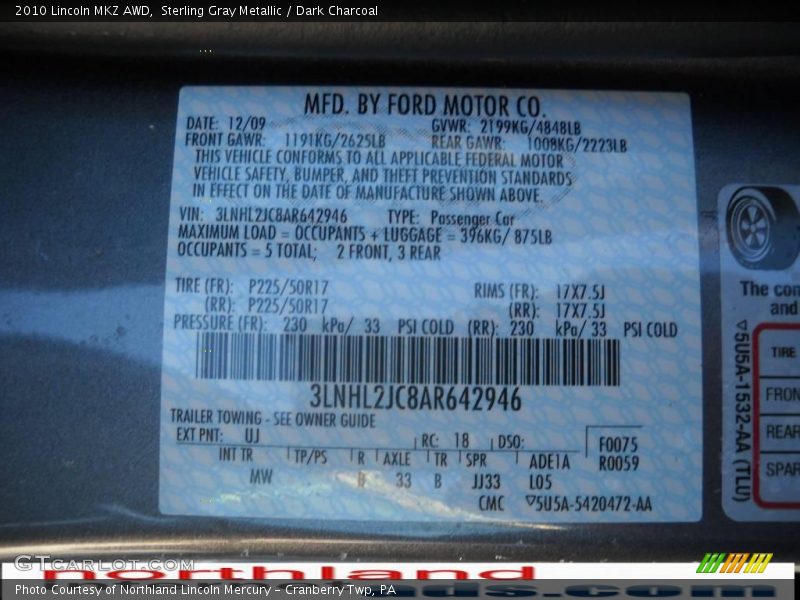 2010 Lincoln MKZ AWD, Sterling Gray Metallic / Dark Charcoal
MFD. BY FORD MOTOR CO.
DATE: 12/09 GVWR: 2199KG/4848LB
FRONT GAWR: 1191KG/2625LB REAR GAWR: 1008KG/2223LB
THIS VEHICLE CONFORMS TO ALL APPLICABLE FEDERAL MOTOR
VEHICLE SAFETY, BUMPER, AND THEFT PREVENTION STANDARDS
IN EFFECT ON THE DATE OF MANUFACTURE SHOWN ABOVE.
VIN: 3LNHL2JC8AR642946 TYPE: Passenger Car
MAXIMUM LOAD = OCCUPANTS + LUGGAGE = 396KG/ 875LB
OCCUPANTS = 5 TOTAL; 2 FRONT, 3 REAR
TIRE (FR): P225/50R17 RIMS (FR): 17X7.5J
(RR): P225/50R17 (RR): 17X7.5J
PRESSURE (FR): 230 kPa/ 33 PSI COLD (RR): 230 kPa/ 33 PSI COLD
3LNHL2JC8AR642946
TRAILER TOWING - SEE OWNER GUIDE
EXT PNT: UJ RC: 18 DSO: F0075
INT TR TP/PS R AXLE TR SPR ADE1A R0059
MW B 33 B JJ33 L05
CMC ▽5U5A-5420472-AA
The con
and
TIRE
FRON
REAR
SPAR
▽5U5A-1532-AA (TLU)
GTCarLot.com
northland
ds.com
Photo Courtesy of Northland Lincoln Mercury - Cranberry Twp, PA